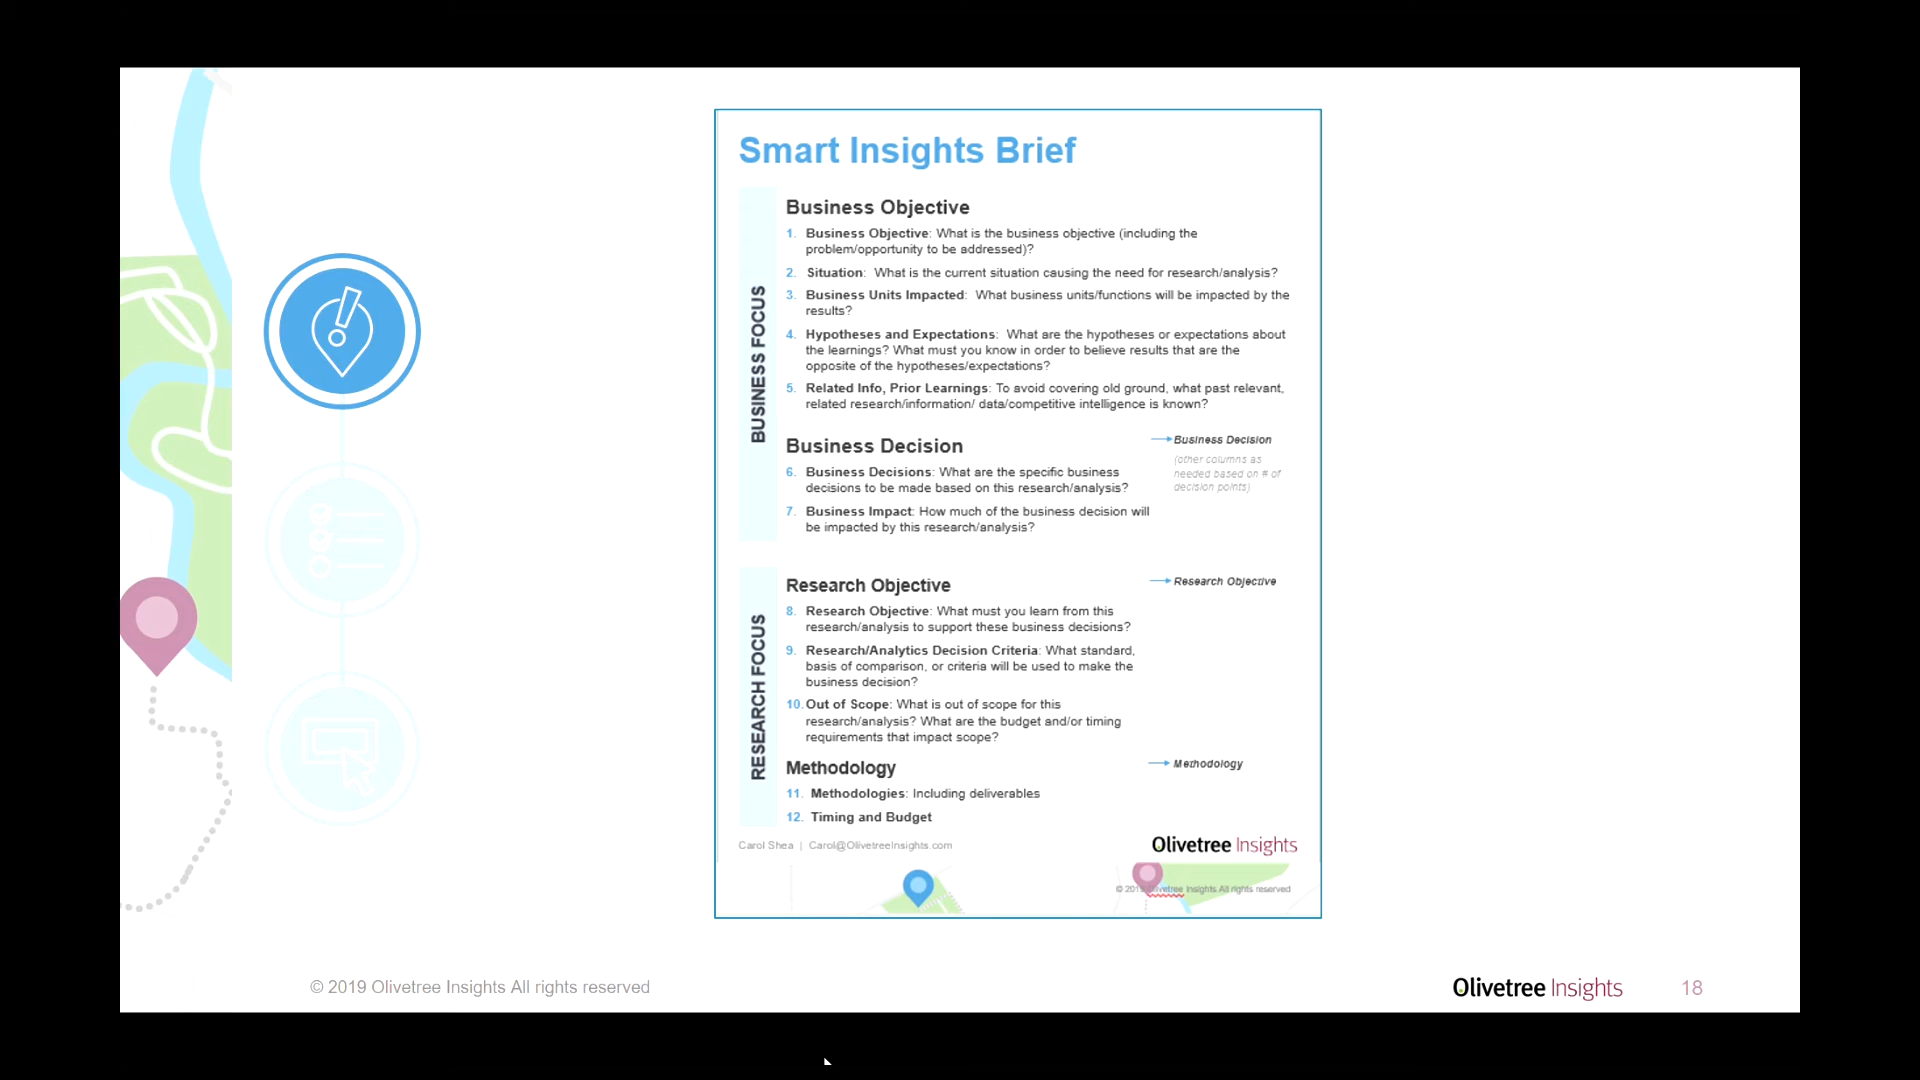 Smart Insights Brief
BUSINESS FOCUS
Business Objective
1. Business Objective: What is the business objective (including the
problem/opportunity to be addressed)?
2. Situation: What is the current situation causing the need for research/analysis?
3. Business Units Impacted: What business units/functions will be impacted by the
results?
4. Hypotheses and Expectations: What are the hypotheses or expectations about
the learnings? What must you know in order to believe results that are the
opposite of the hypotheses/expectations?
5. Related Info, Prior Learnings: To avoid covering old ground, what past relevant,
related research/information/ data/competitive intelligence is known?
Business Decision
6. Business Decisions: What are the specific business
decisions to be made based on this research/analysis?
7. Business Impact: How much of the business decision will
be impacted by this research/analysis?
Business Decision
(other columns as
needed based on # of
decision points)
RESEARCH FOCUS
Research Objective
8. Research Objective: What must you learn from this
research/analysis to support these business decisions?
9. Research/Analytics Decision Criteria: What standard,
basis of comparison, or criteria will be used to make the
business decision?
10. Out of Scope: What is out of scope for this
research/analysis? What are the budget and/or timing
requirements that impact scope?
Research Objective
Methodology
11. Methodologies: Including deliverables
12. Timing and Budget
Methodology
Carol Shea | Carol@OlivetreeInsights.com
Olivetree Insights
© 2019 Olivetree Insights All rights reserved
© 2019 Olivetree Insights All rights reserved
Olivetree Insights
18